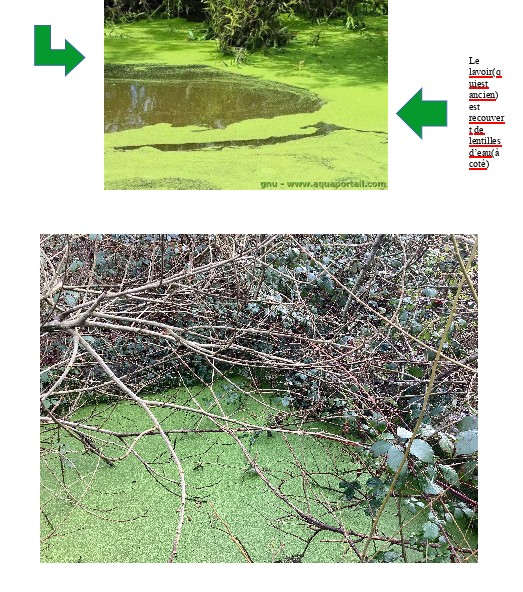 Le
lavoir(q
uiest
ancien)
est
recouver
t de
lentilles
d'eau(à
coté)
gnu - www.aquaportail.com